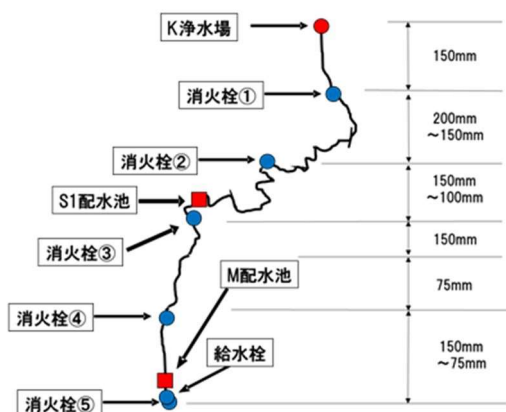 K浄水場
150mm
消火栓①
200mm
～150mm
消火栓②
150mm
～100mm
S1配水池
消火栓③
150mm
M配水池
75mm
消火栓④
給水栓
150mm
～75mm
消火栓⑤